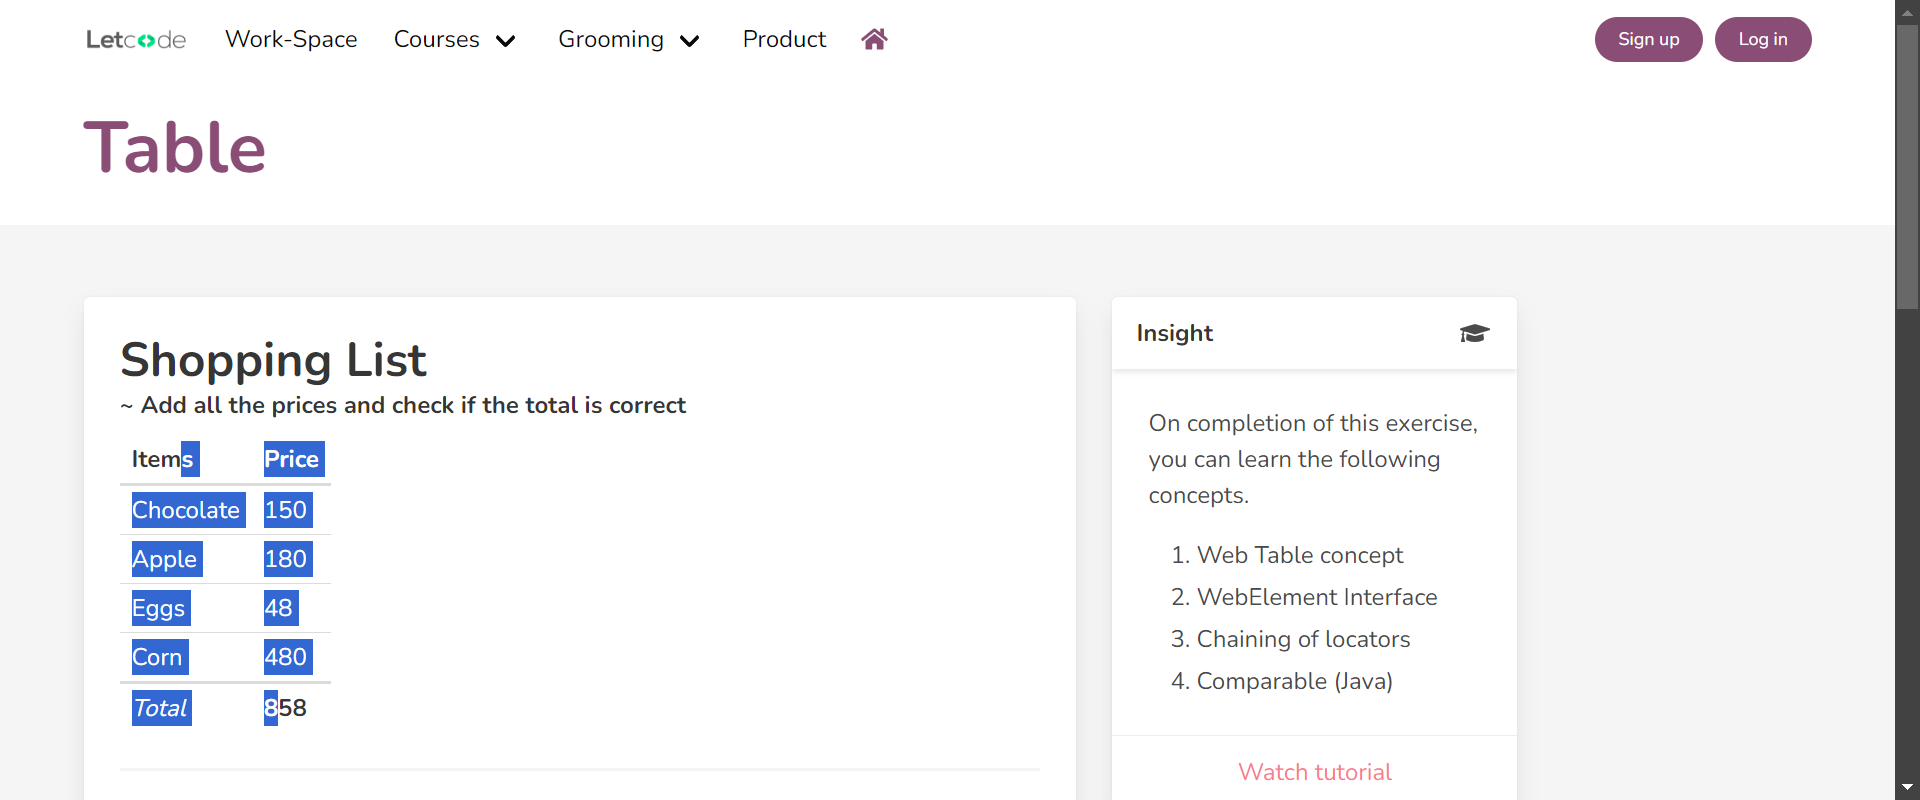 Letcode Work-Space Courses Grooming Product Sign up Log in
Table
Shopping List
~ Add all the prices and check if the total is correct
Items Price
Chocolate 150
Apple 180
Eggs 48
Corn 480
Total 858
Insight
On completion of this exercise,
you can learn the following
concepts.
1. Web Table concept
2. WebElement Interface
3. Chaining of locators
4. Comparable (Java)
Watch tutorial